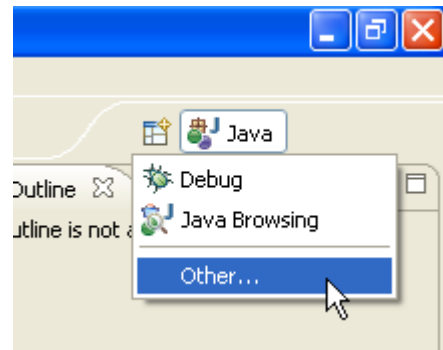 Java
Debug
Outline
Java Browsing
utline is not a
Other...